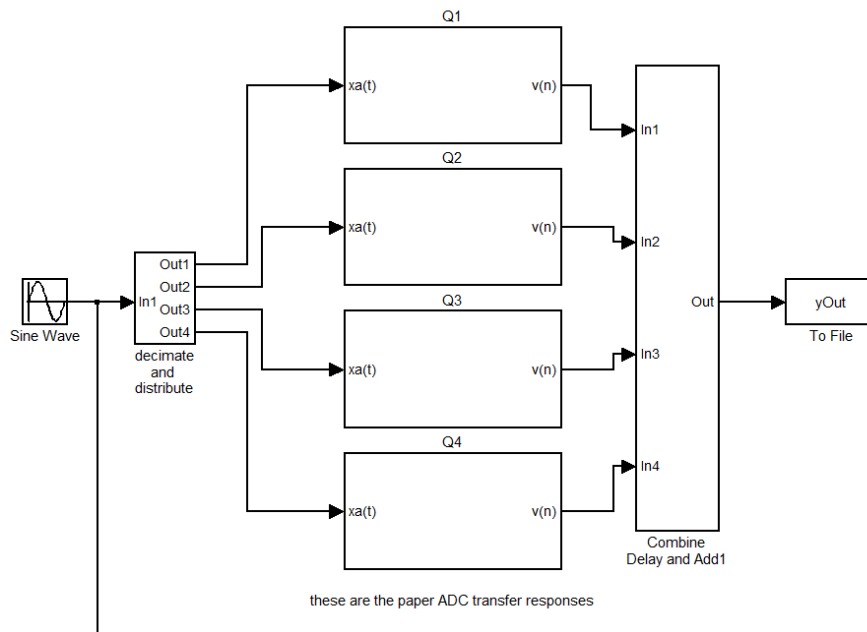 Q1
xa(t)
v(n)
Q2
xa(t)
v(n)
Q3
xa(t)
v(n)
Q4
xa(t)
v(n)
Sine Wave
In1
Out1
Out2
Out3
Out4
decimate
and
distribute
In1
In2
In3
In4
Out
Combine
Delay and Add1
yOut
To File
these are the paper ADC transfer responses